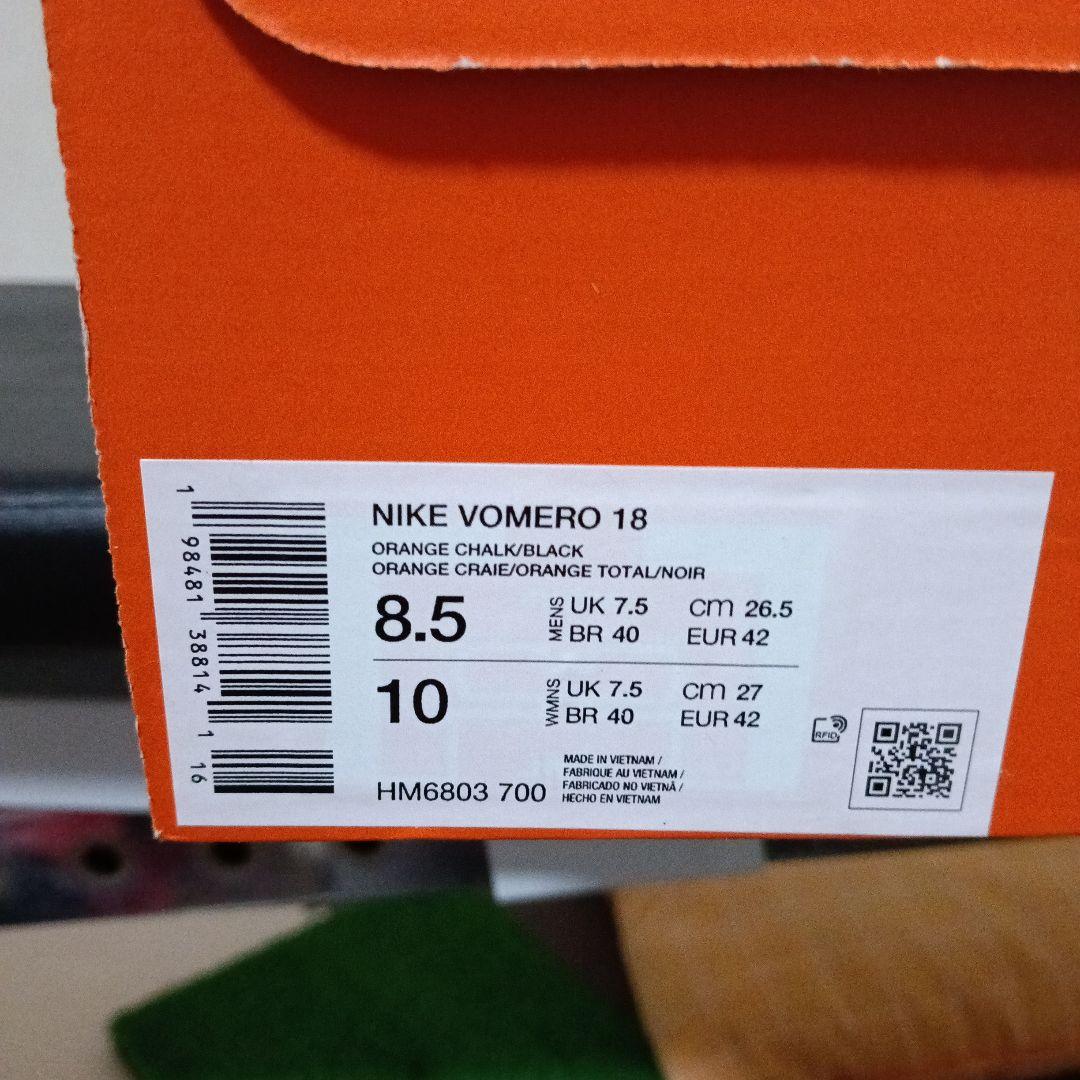 NIKE VOMERO 18
ORANGE CHALK/BLACK
ORANGE CRAIE/ORANGE TOTAL/NOIR
8.5
MENS
UK 7.5 cm 26.5
BR 40 EUR 42
10
WMNS
UK 7.5 cm 27
BR 40 EUR 42
HM6803 700
MADE IN VIETNAM /
FABRIQUE AU VIETNAM /
FABRICADO NO VIETNÃ /
HECHO EN VIETNAM
RFID
1 98481 38814 1 16